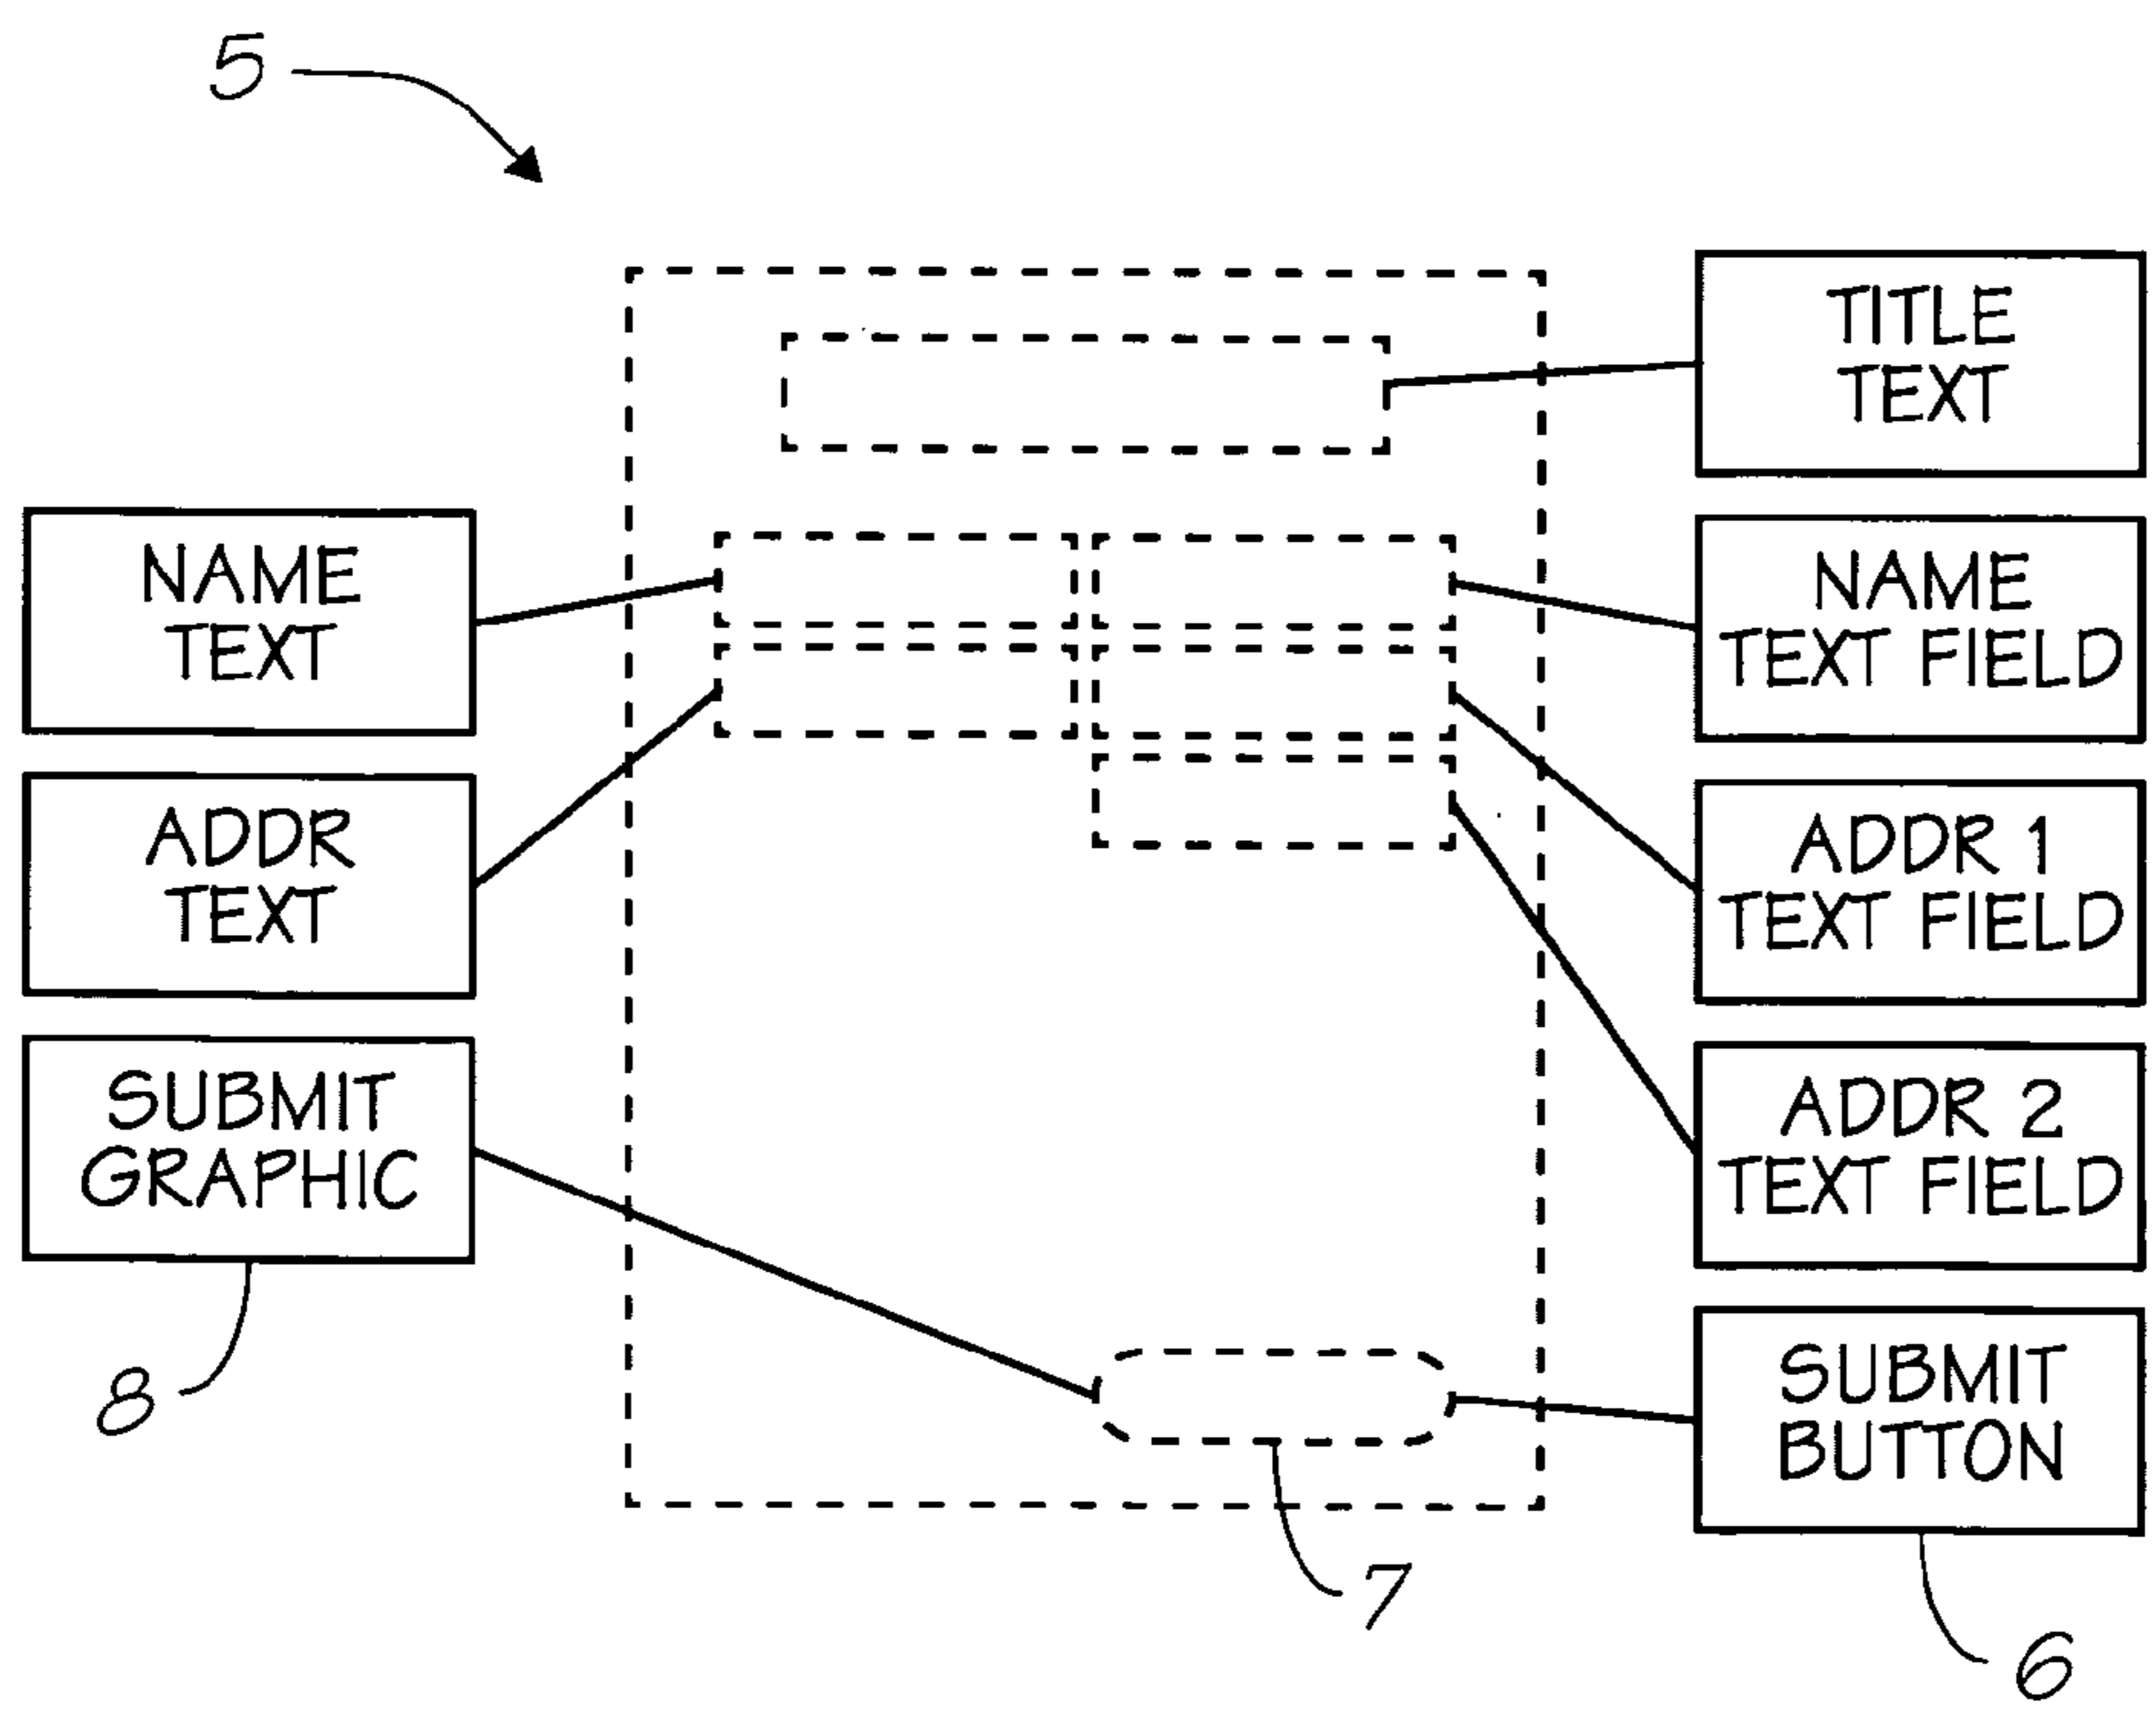 5
TITLE
TEXT
NAME
TEXT
NAME
TEXT FIELD
ADDR
TEXT
ADDR 1
TEXT FIELD
SUBMIT
GRAPHIC
ADDR 2
TEXT FIELD
SUBMIT
BUTTON
8
7
6